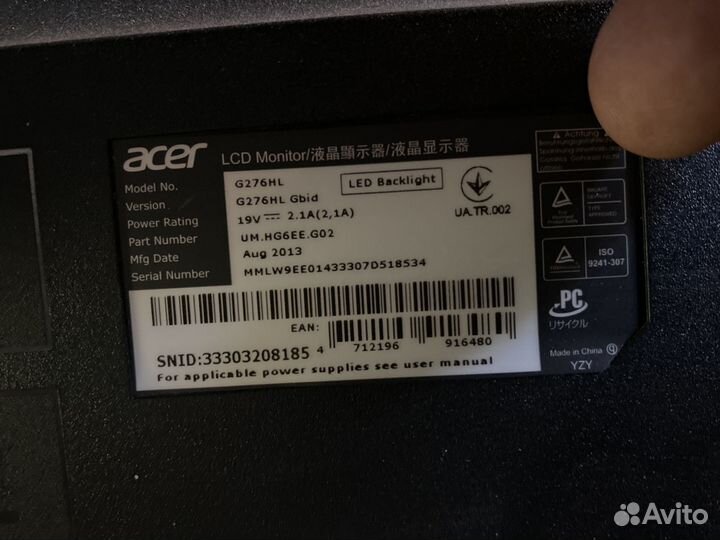 acer LCD Monitor/液晶顯示器/液晶显示器
Model No. G276HL
LED Backlight
Version G276HL Gbid
Power Rating 19V ⎓ 2.1A(2,1A)
Part Number UM.HG6EE.G02
Mfg Date Aug 2013
Serial Number MMLW9EE01433307D518534
UA.TR.002
EAN:
4 712196 916480
SNID:33303208185
For applicable power supplies see user manual
Achtung
ISO
9241-307
PC
リサイクル
Made in China
YZY
Avito